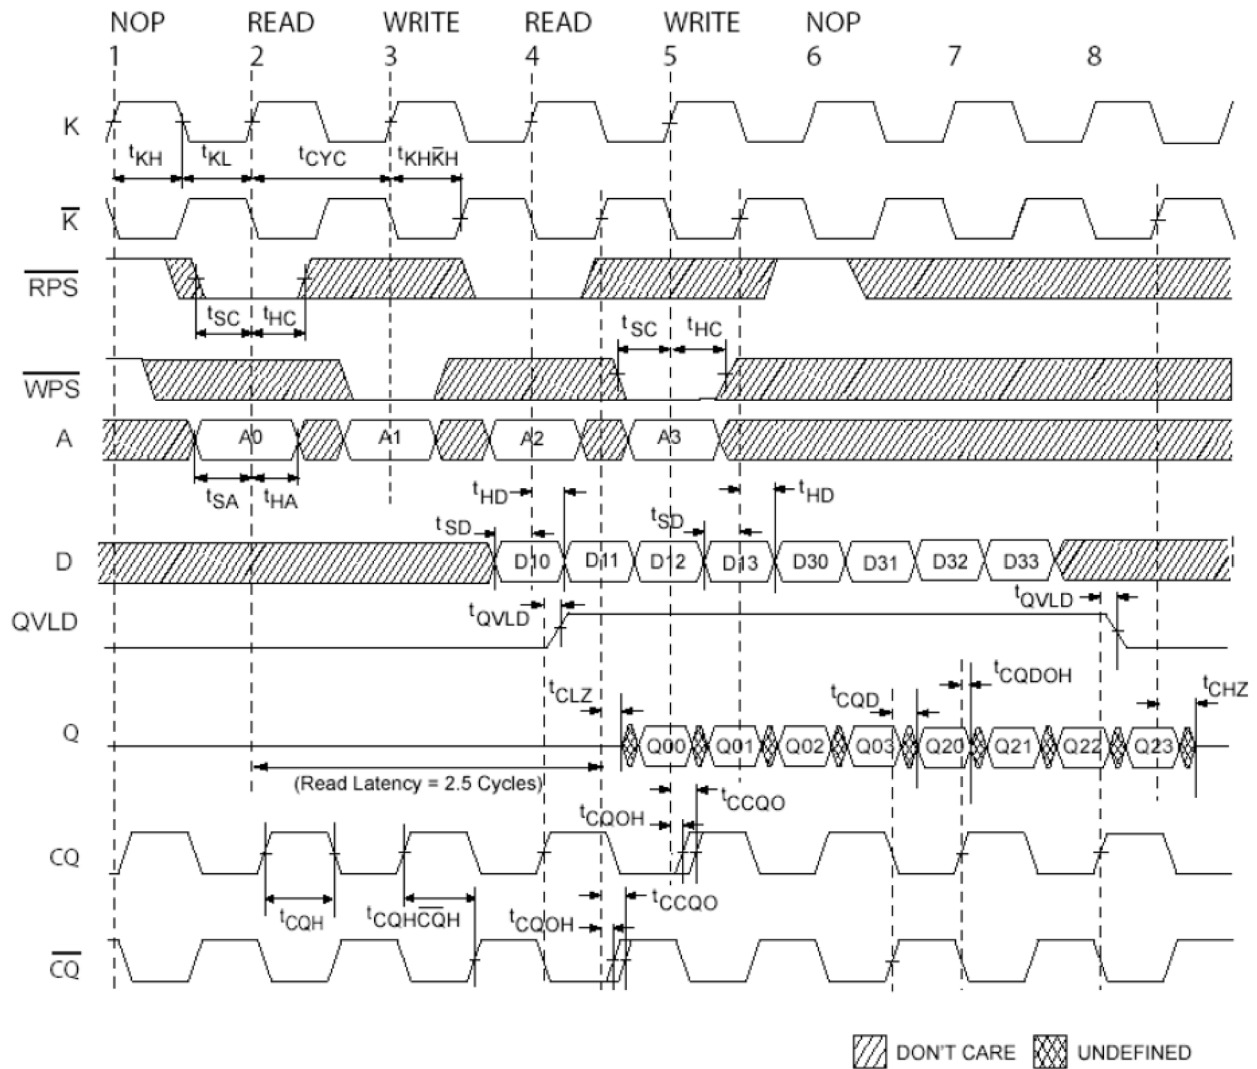 NOP READ WRITE READ WRITE NOP
1 2 3 4 5 6 7 8
K
tKH tKL tCYC tKHK̅H
K̅
R̅P̅S̅
tSC tHC tSC tHC
W̅P̅S̅
A A0 A1 A2 A3
tSA tHA tHD tHD
tSD tSD
D D10 D11 D12 D13 D30 D31 D32 D33
QVLD tQVLD tQVLD
tCLZ tCQD tCQDOH tCHZ
Q Q00 Q01 Q02 Q03 Q20 Q21 Q22 Q23
(Read Latency = 2.5 Cycles)
tCQOH tCCQO
CQ
tCQH tCQHC̅Q̅H tCQOH tCCQO
C̅Q̅
DON'T CARE UNDEFINED